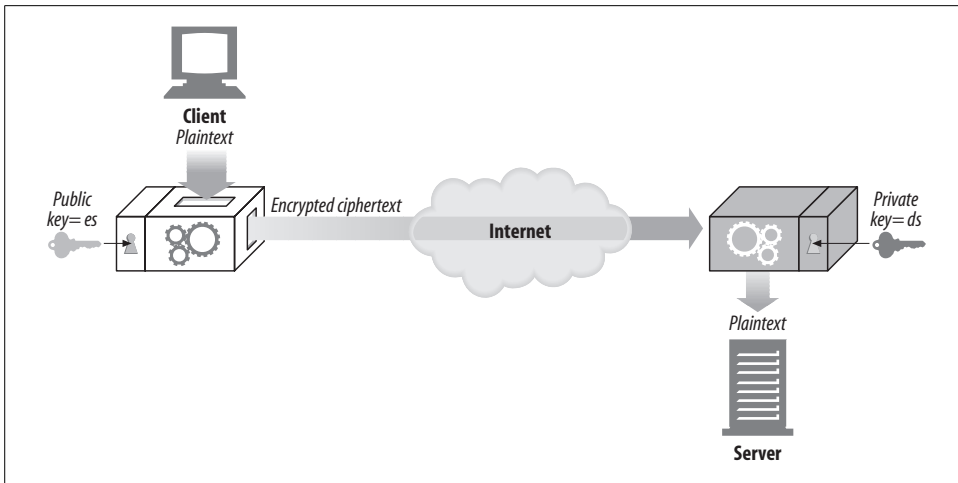 Client
Plaintext
Public
key= es
Encrypted ciphertext
Internet
Private
key= ds
Plaintext
Server